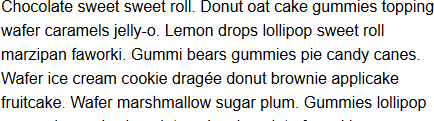 Chocolate sweet sweet roll. Donut oat cake gummies topping
wafer caramels jelly-o. Lemon drops lollipop sweet roll
marzipan faworki. Gummi bears gummies pie candy canes.
Wafer ice cream cookie dragée donut brownie applicake
fruitcake. Wafer marshmallow sugar plum. Gummies lollipop